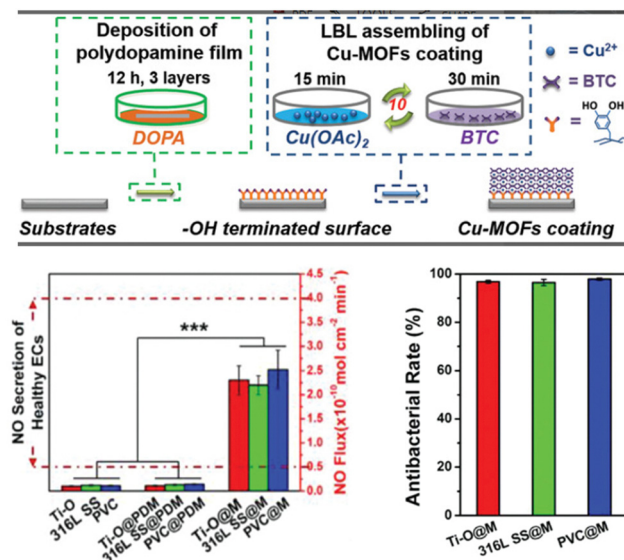 Deposition of
polydopamine film
12 h, 3 layers
DOPA
LBL assembling of
Cu-MOFs coating
15 min
10
30 min
Cu(OAc)2
BTC
= Cu2+
= BTC
=
HO
OH
Substrates
-OH terminated surface
Cu-MOFs coating
NO Secretion of
Healthy ECs
***
4.5
4.0
3.5
3.0
2.5
2.0
1.5
1.0
0.5
0.0
NO Flux(x10-10 mol cm-2 min-1)
Ti-O
316L SS
PVC
Ti-O@PDM
316L SS@PDM
PVC@PDM
Ti-O@M
316L SS@M
PVC@M
Antibacterial Rate (%)
100
80
60
40
20
0
Ti-O@M
316L SS@M
PVC@M